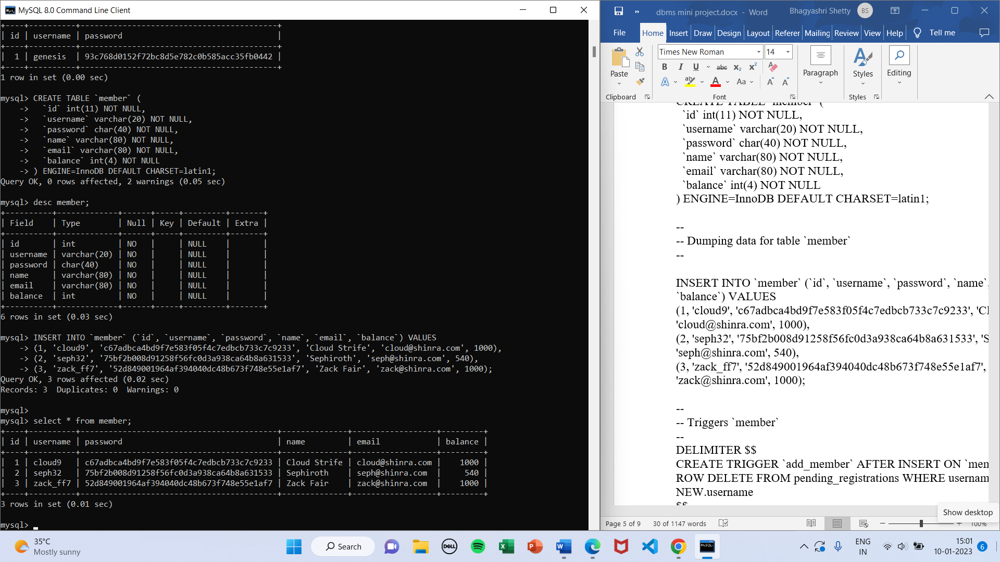 MySQL 8.0 Command Line Client
+----+----------+------------------------------------------+
| id | username | password                                 |
+----+----------+------------------------------------------+
|  1 | genesis  | 93c768d0152f72bc8d5e782c0b585acc35fb0442 |
+----+----------+------------------------------------------+
1 row in set (0.00 sec)
mysql> CREATE TABLE `member` (
    ->   `id` int(11) NOT NULL,
    ->   `username` varchar(20) NOT NULL,
    ->   `password` char(40) NOT NULL,
    ->   `name` varchar(80) NOT NULL,
    ->   `email` varchar(80) NOT NULL,
    ->   `balance` int(4) NOT NULL
    -> ) ENGINE=InnoDB DEFAULT CHARSET=latin1;
Query OK, 0 rows affected, 2 warnings (0.05 sec)
mysql> desc member;
+----------+-------------+------+-----+---------+-------+
| Field    | Type        | Null | Key | Default | Extra |
+----------+-------------+------+-----+---------+-------+
| id       | int         | NO   |     | NULL    |       |
| username | varchar(20) | NO   |     | NULL    |       |
| password | char(40)    | NO   |     | NULL    |       |
| name     | varchar(80) | NO   |     | NULL    |       |
| email    | varchar(80) | NO   |     | NULL    |       |
| balance  | int         | NO   |     | NULL    |       |
+----------+-------------+------+-----+---------+-------+
6 rows in set (0.03 sec)
mysql> INSERT INTO `member` (`id`, `username`, `password`, `name`, `email`, `balance`) VALUES
    -> (1, 'cloud9', 'c67adbca4bd9f7e583f05f4c7edbcb733c7c9233', 'Cloud Strife', 'cloud@shinra.com', 1000),
    -> (2, 'seph32', '75bf2b008d91258f56fc0d3a938ca64b8a631533', 'Sephiroth', 'seph@shinra.com', 540),
    -> (3, 'zack_ff7', '52d849001964af394040dc48b673f748e55e1af7', 'Zack Fair', 'zack@shinra.com', 1000);
Query OK, 3 rows affected (0.02 sec)
Records: 3  Duplicates: 0  Warnings: 0
mysql>
mysql> select * from member;
+----+----------+------------------------------------------+--------------+------------------+---------+
| id | username | password                                 | name         | email            | balance |
+----+----------+------------------------------------------+--------------+------------------+---------+
|  1 | cloud9   | c67adbca4bd9f7e583f05f4c7edbcb733c7c9233 | Cloud Strife | cloud@shinra.com |    1000 |
|  2 | seph32   | 75bf2b008d91258f56fc0d3a938ca64b8a631533 | Sephiroth    | seph@shinra.com  |     540 |
|  3 | zack_ff7 | 52d849001964af394040dc48b673f748e55e1af7 | Zack Fair    | zack@shinra.com  |    1000 |
+----+----------+------------------------------------------+--------------+------------------+---------+
3 rows in set (0.01 sec)
mysql>
dbms mini project.docx - Word Bhagyashri Shetty BS
File Home Insert Draw Design Layout Referer Mailing Review View Help Tell me
Times New Roman 14
B I U abc x₂ x²
A ab A Aa A A
Paste Paragraph Styles Editing
Clipboard Font Styles
CREATE TABLE `member` (
`id` int(11) NOT NULL,
`username` varchar(20) NOT NULL,
`password` char(40) NOT NULL,
`name` varchar(80) NOT NULL,
`email` varchar(80) NOT NULL,
`balance` int(4) NOT NULL
) ENGINE=InnoDB DEFAULT CHARSET=latin1;
--
-- Dumping data for table `member`
--
INSERT INTO `member` (`id`, `username`, `password`, `name`,
`balance`) VALUES
(1, 'cloud9', 'c67adbca4bd9f7e583f05f4c7edbcb733c7c9233', 'Cl
'cloud@shinra.com', 1000),
(2, 'seph32', '75bf2b008d91258f56fc0d3a938ca64b8a631533', 'S
'seph@shinra.com', 540),
(3, 'zack_ff7', '52d849001964af394040dc48b673f748e55e1af7',
'zack@shinra.com', 1000);
--
-- Triggers `member`
--
DELIMITER $$
CREATE TRIGGER `add_member` AFTER INSERT ON `mem
ROW DELETE FROM pending_registrations WHERE usernam
NEW.username
$$
Show desktop
Page 5 of 9 30 of 1147 words 100%
35°C
Mostly sunny
Search
DELL
MySQL
ENG
IN
15:01
10-01-2023
6